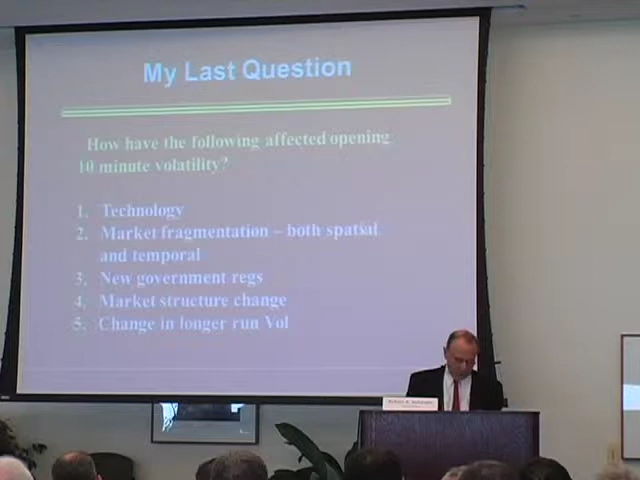 My Last Question
How have the following affected opening
10 minute volatility?
1. Technology
2. Market fragmentation – both spatial
and temporal
3. New government regs
4. Market structure change
5. Change in longer run Vol